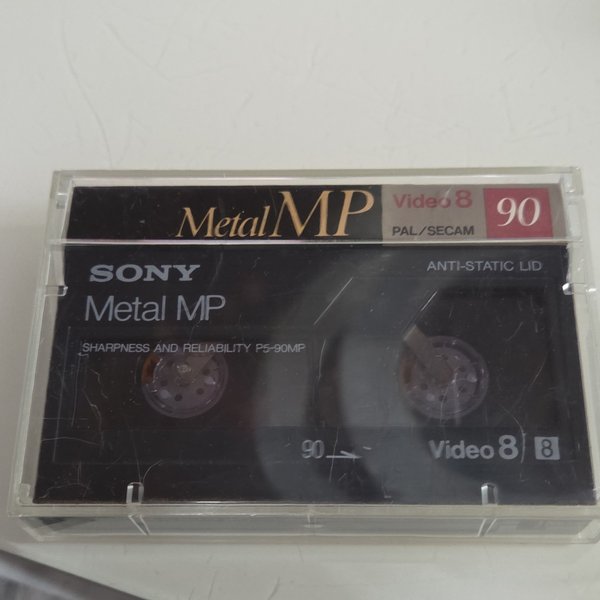 Metal MP Video 8 90
PAL/SECAM
SONY ANTI-STATIC LID
Metal MP
SHARPNESS AND RELIABILITY P5-90MP
90 Video 8 8